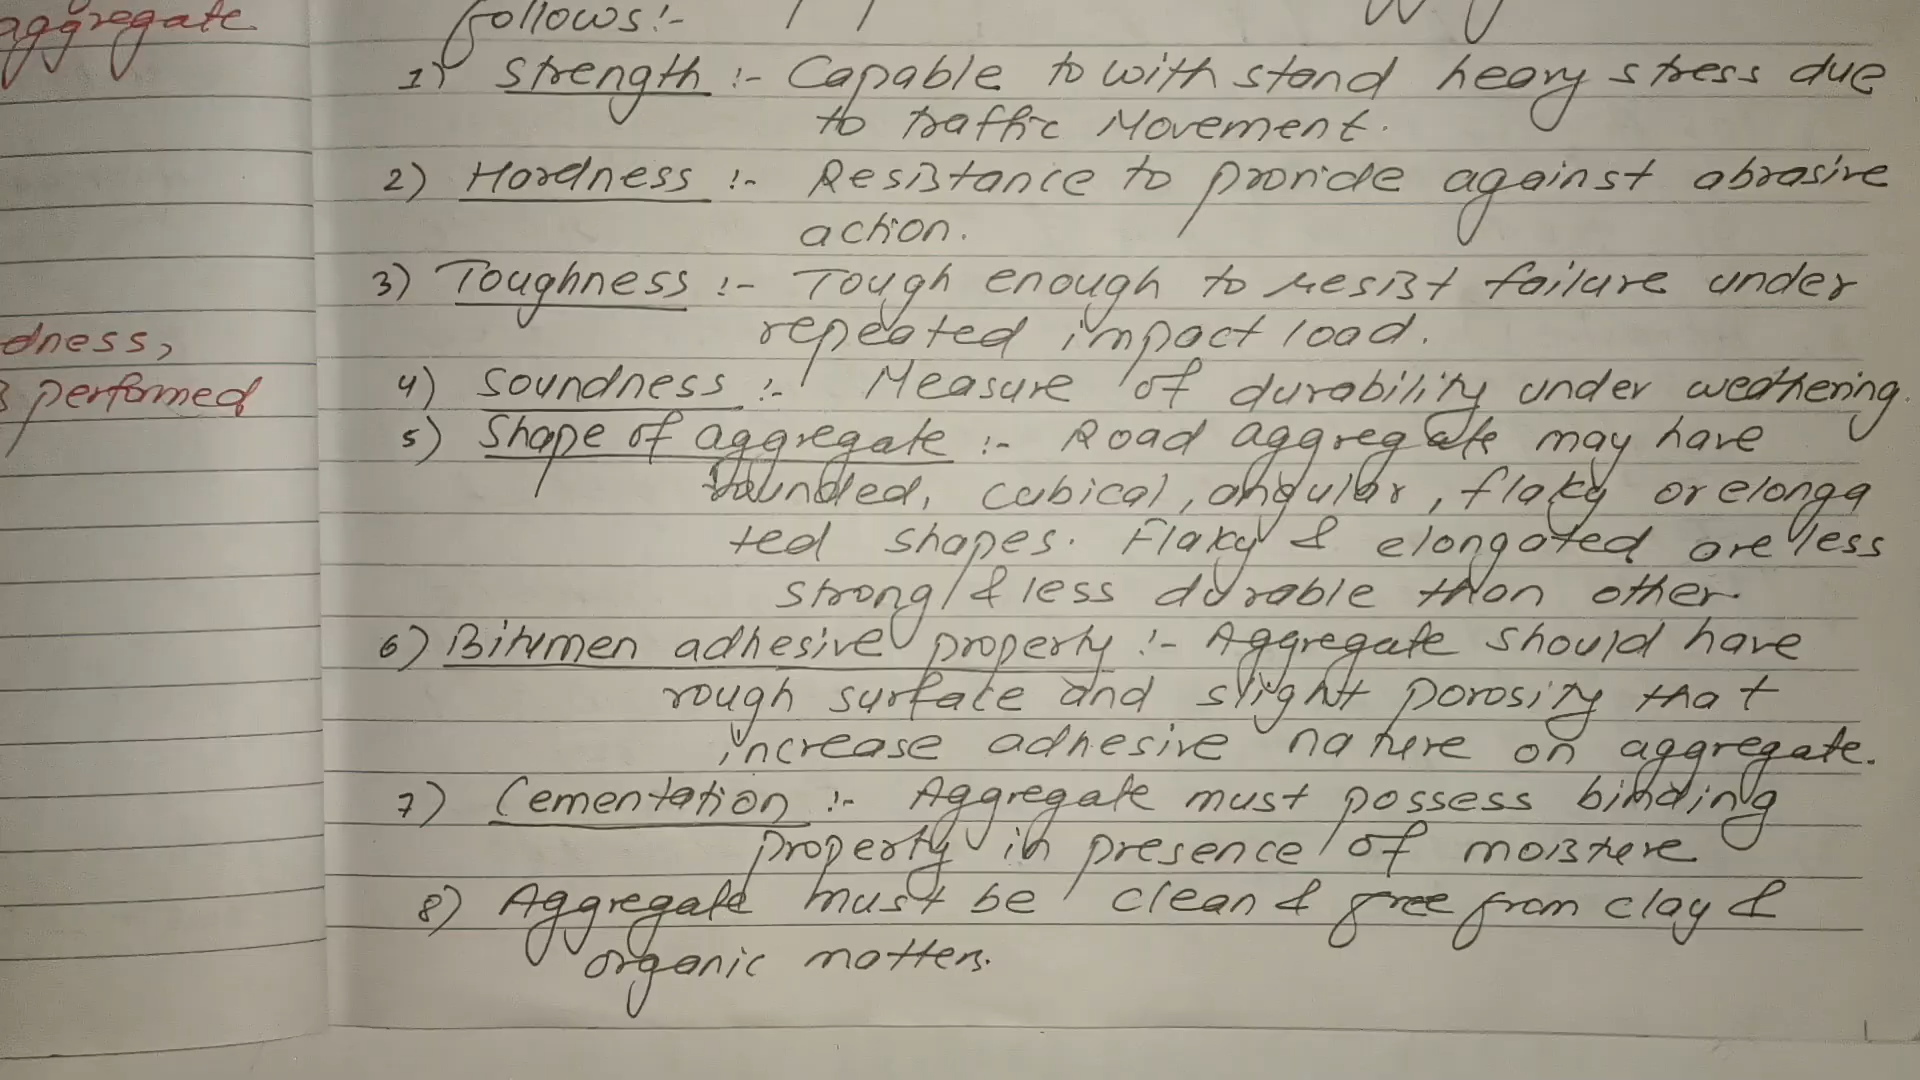 aggregate
dness,
performed
follows:-
1) Strength :- Capable to withstand heavy stress due
to traffic Movement.
2) Hardness :- Resistance to provide against abrasive
action.
3) Toughness :- Tough enough to resist failure under
repeated impact load.
4) Soundness :- Measure of durability under weathering.
5) Shape of aggregate :- Road aggregate may have
rounded, cubical, angular, flaky or elonga
ted shapes. Flaky & elongated are less
strong & less durable than other.
6) Bitumen adhesive property :- Aggregate should have
rough surface and slight porosity that
increase adhesive nature on aggregate.
7) Cementation :- Aggregate must possess binding
property in presence of moisture
8) Aggregate must be clean & free from clay &
organic matters.